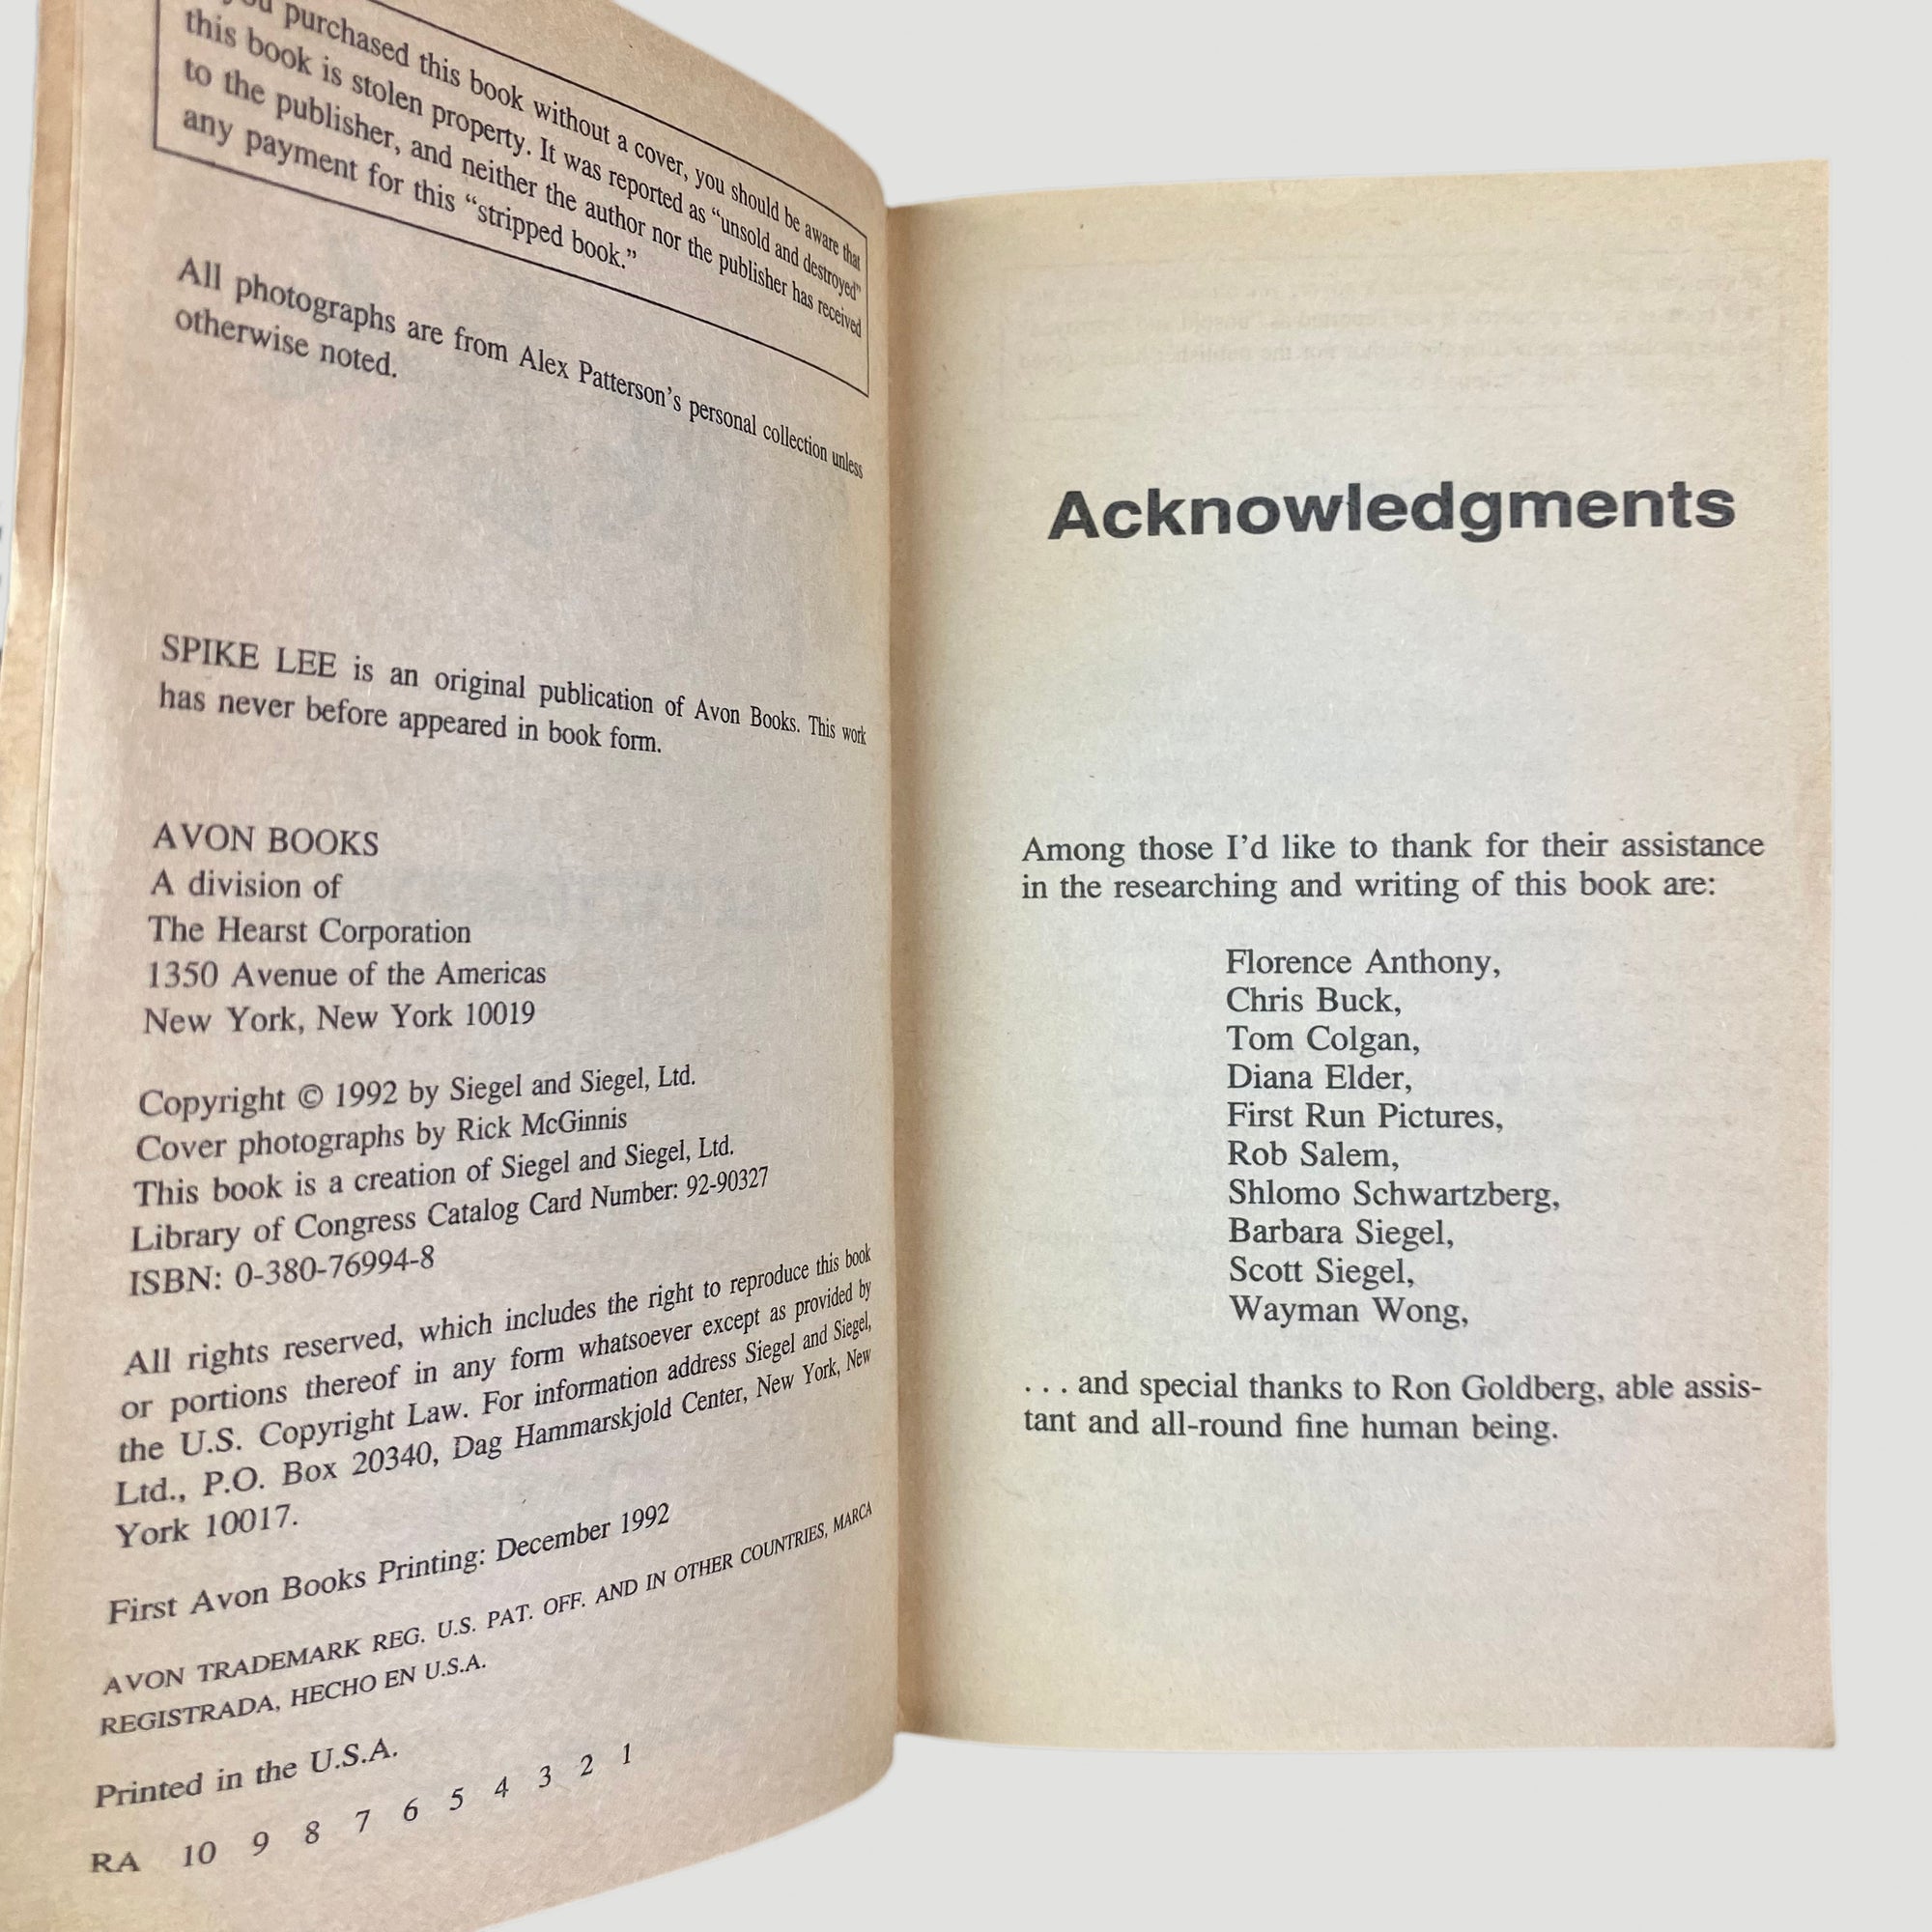 you purchased this book without a cover, you should be aware that
this book is stolen property. It was reported as “unsold and destroyed”
to the publisher, and neither the author nor the publisher has received
any payment for this “stripped book.”
All photographs are from Alex Patterson’s personal collection unless
otherwise noted.
SPIKE LEE is an original publication of Avon Books. This work
has never before appeared in book form.
AVON BOOKS
A division of
The Hearst Corporation
1350 Avenue of the Americas
New York, New York 10019
Copyright © 1992 by Siegel and Siegel, Ltd.
Cover photographs by Rick McGinnis
This book is a creation of Siegel and Siegel, Ltd.
Library of Congress Catalog Card Number: 92-90327
ISBN: 0-380-76994-8
All rights reserved, which includes the right to reproduce this book
or portions thereof in any form whatsoever except as provided by
the U.S. Copyright Law. For information address Siegel and Siegel,
Ltd., P.O. Box 20340, Dag Hammarskjold Center, New York, New
York 10017.
First Avon Books Printing: December 1992
AVON TRADEMARK REG. U.S. PAT. OFF. AND IN OTHER COUNTRIES, MARCA
REGISTRADA, HECHO EN U.S.A.
Printed in the U.S.A.
RA 10 9 8 7 6 5 4 3 2 1
Acknowledgments
Among those I’d like to thank for their assistance
in the researching and writing of this book are:
Florence Anthony,
Chris Buck,
Tom Colgan,
Diana Elder,
First Run Pictures,
Rob Salem,
Shlomo Schwartzberg,
Barbara Siegel,
Scott Siegel,
Wayman Wong,
. . . and special thanks to Ron Goldberg, able assis-
tant and all-round fine human being.